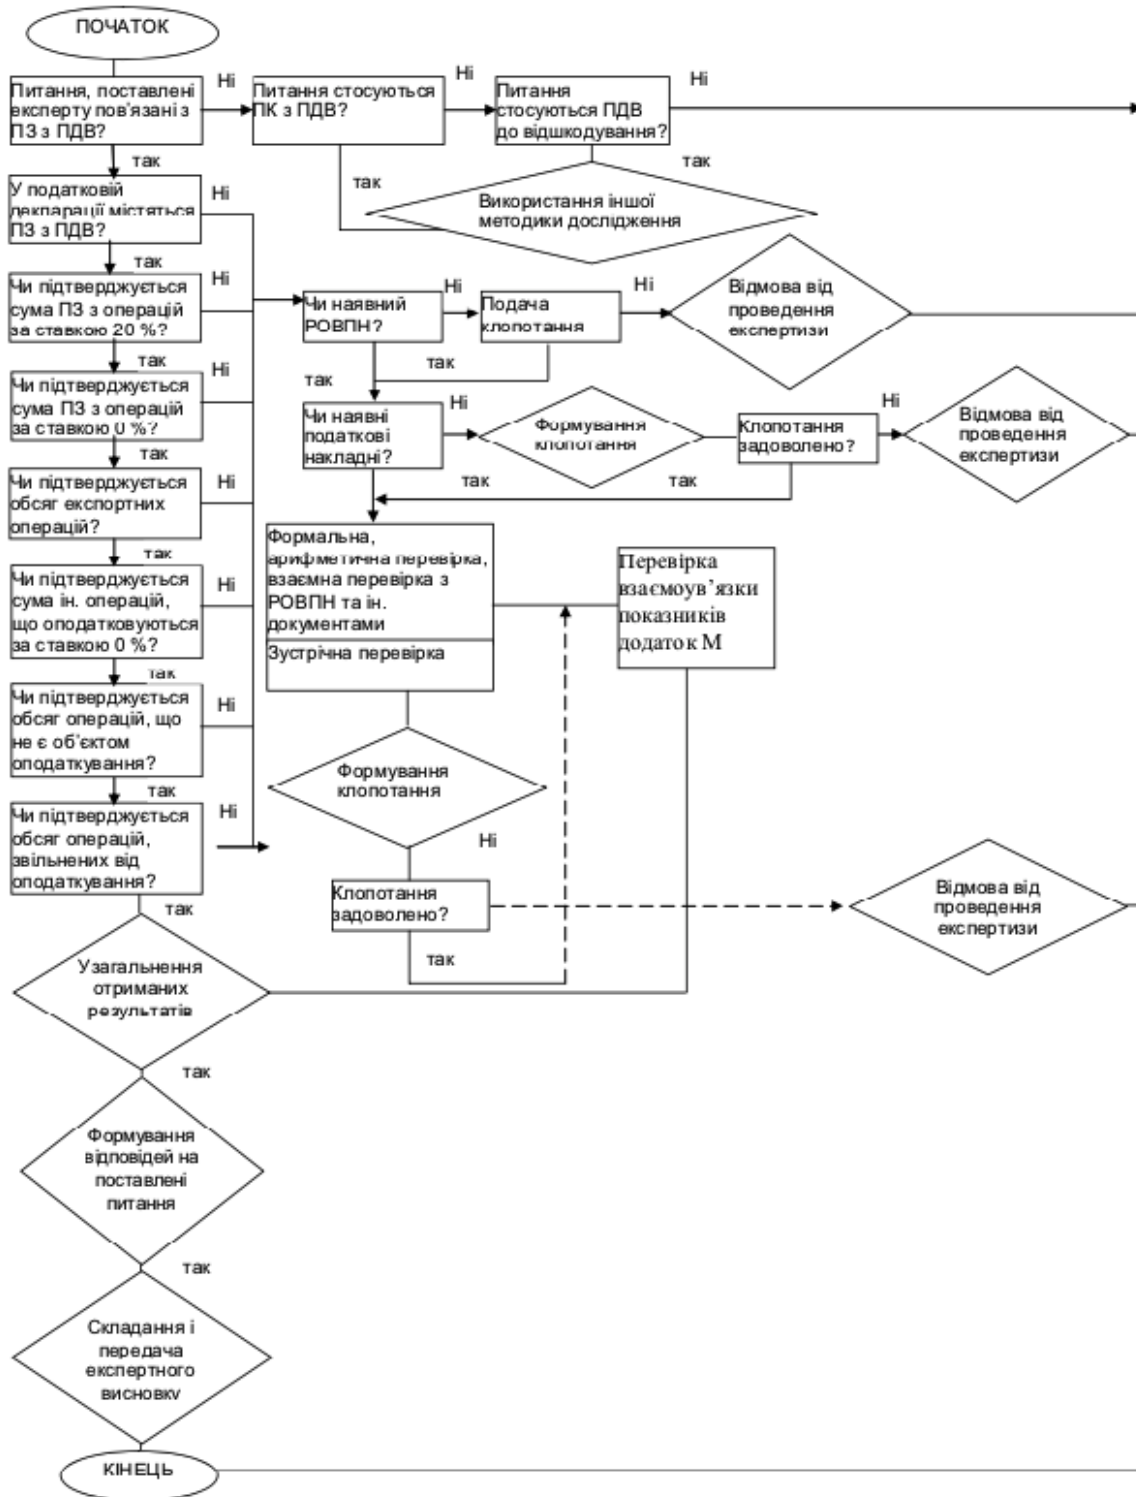 ПОЧАТОК
Питання, поставлені
експерту пов'язані з
ПЗ з ПДВ?
Ні
Питання стосуються
ПК з ПДВ?
Ні
Питання
стосуються ПДВ
до відшкодування?
Ні
так
так
так
У податковій
декларації містяться
ПЗ з ПДВ?
Ні
Використання іншої
методики дослідження
так
Чи підтверджується
сума ПЗ з операцій
за ставкою 20 %?
Ні
Чи наявний
РОВПН?
Ні
Подача
клопотання
Ні
Відмова від
проведення
експертизи
так
так
так
Чи підтверджується
сума ПЗ з операцій
за ставкою 0 %?
Ні
Чи наявні
податкові
накладні?
Ні
Формування
клопотання
Клопотання
задоволено?
Ні
Відмова від
проведення
експертизи
так
так
так
Чи підтверджується
обсяг експортних
операцій?
Ні
так
Формальна,
арифметична перевірка,
взаємна перевірка з
РОВПН та ін.
документами
Зустрічна перевірка
Перевірка
взаємоув’язки
показників
додаток М
Чи підтверджується
сума ін. операцій,
що оподатковуються
за ставкою 0 %?
Ні
так
Чи підтверджується
обсяг операцій, що
не є об'єктом
оподаткування?
Ні
Формування
клопотання
так
Чи підтверджується
обсяг операцій,
звільнених від
оподаткування?
Ні
Ні
Клопотання
задоволено?
Відмова від
проведення
експертизи
так
так
Узагальнення
отриманих
результатів
так
Формування
відповідей на
поставлені
питання
так
Складання і
передача
експертного
висновку
КІНЕЦЬ